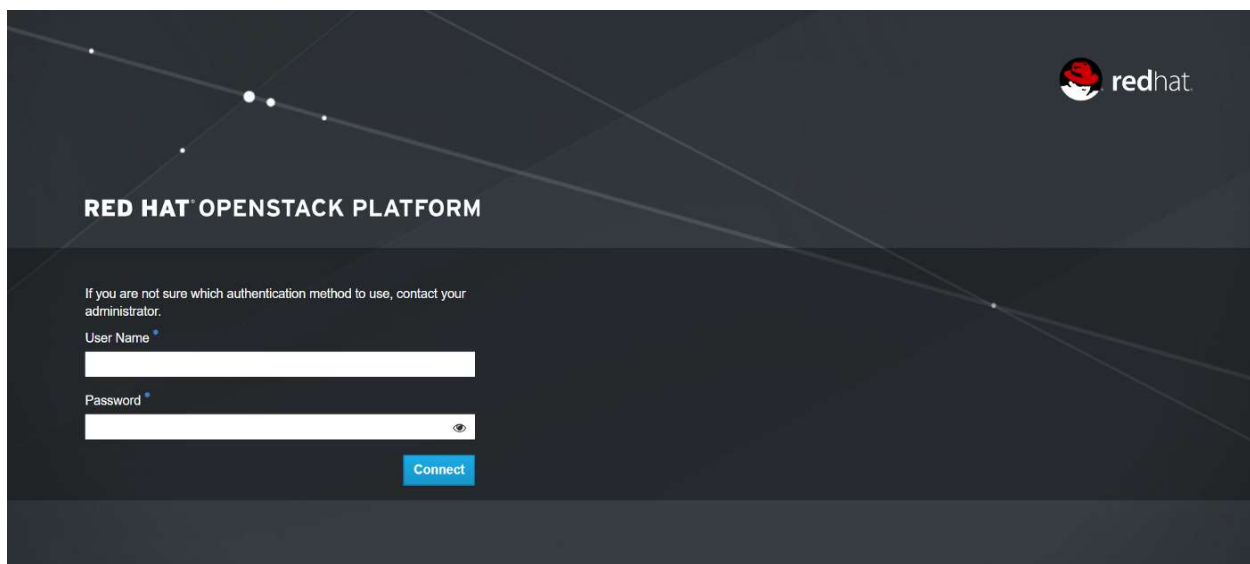 redhat.
RED HAT® OPENSTACK PLATFORM
If you are not sure which authentication method to use, contact your
administrator.
User Name *
Password *
Connect